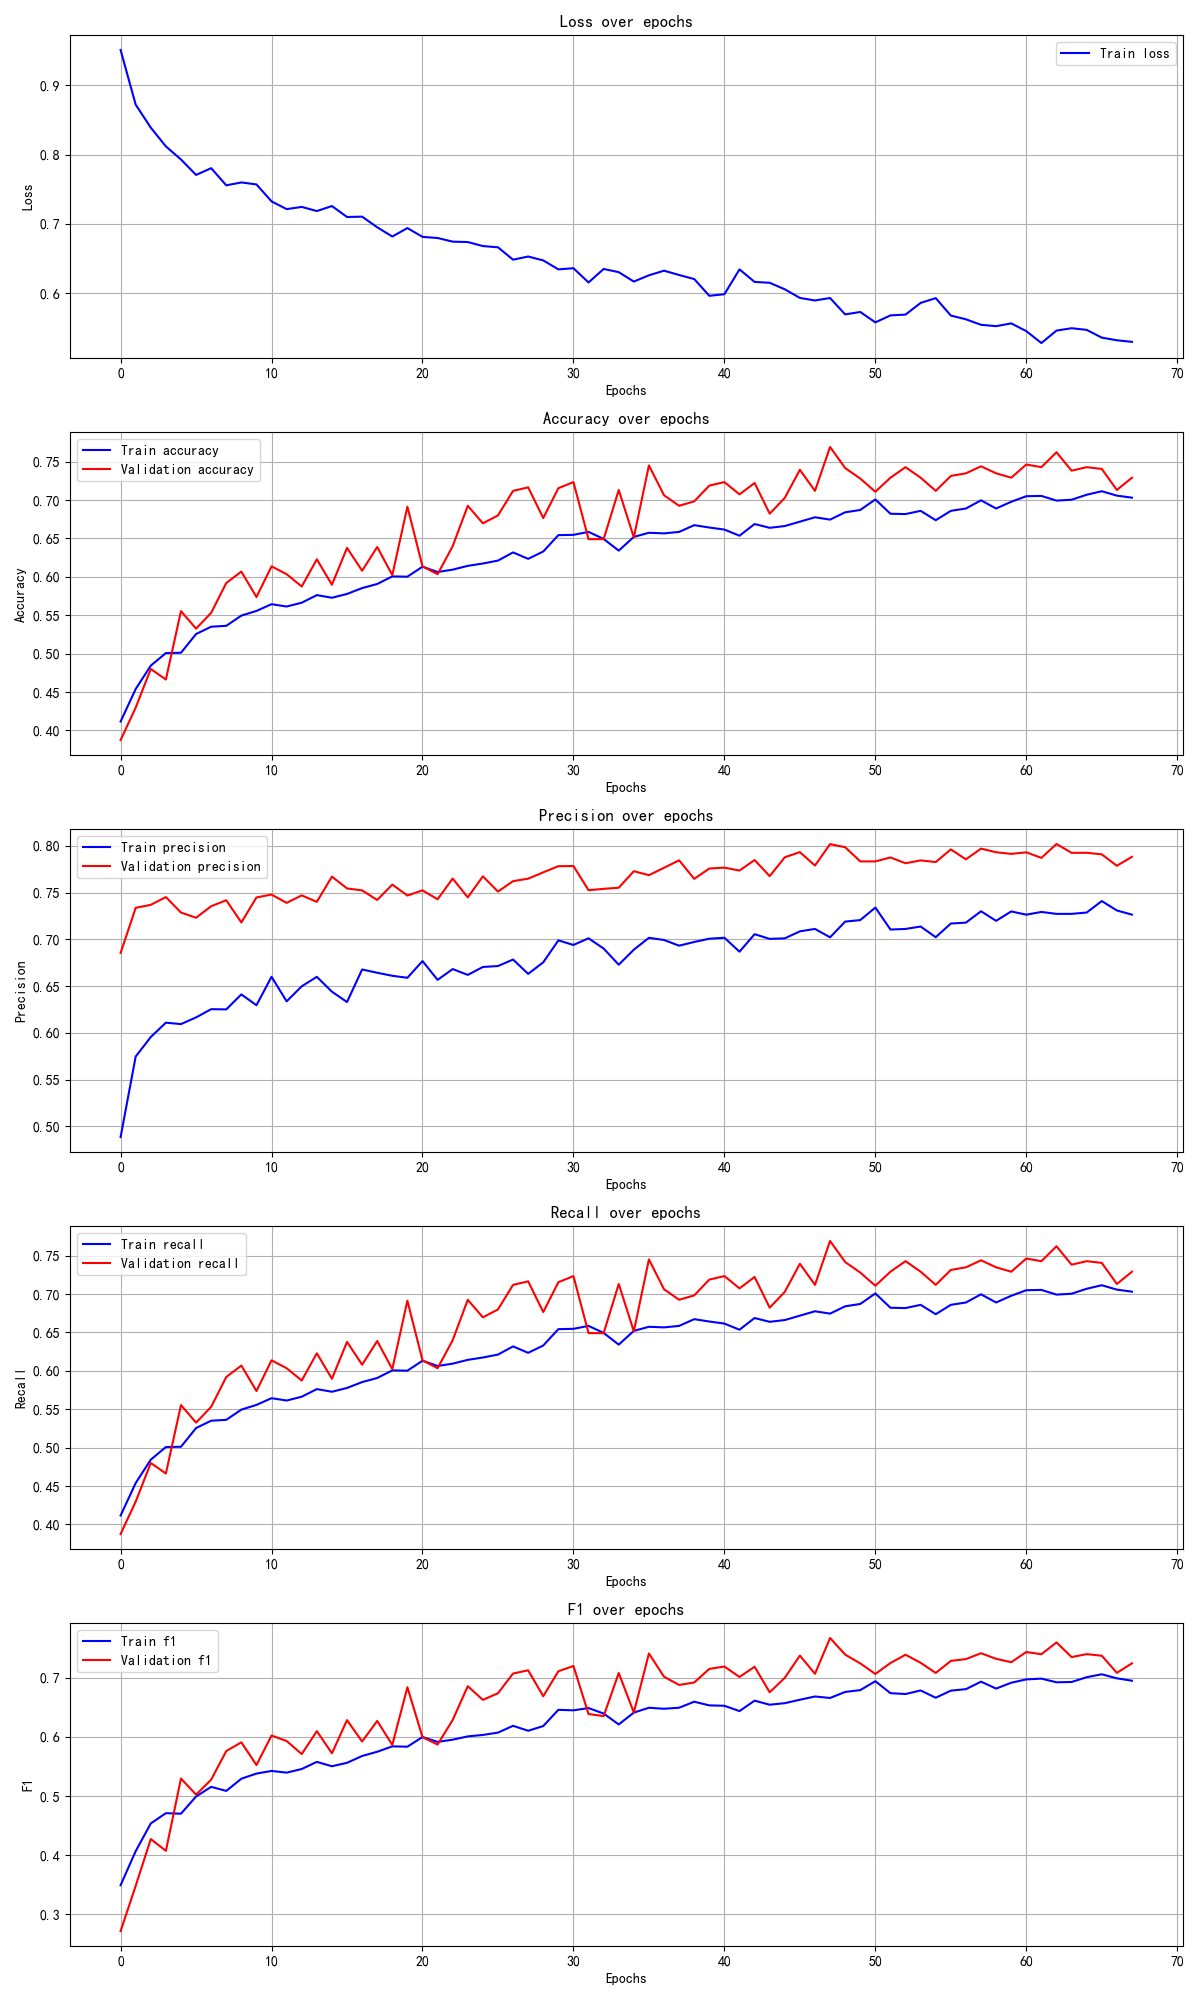 Loss over epochs
Train loss
0.9
0.8
0.7
0.6
Loss
0 10 20 30 40 50 60 70
Epochs
Accuracy over epochs
Train accuracy
Validation accuracy
0.75
0.70
0.65
0.60
0.55
0.50
0.45
0.40
Accuracy
0 10 20 30 40 50 60 70
Epochs
Precision over epochs
Train precision
Validation precision
0.80
0.75
0.70
0.65
0.60
0.55
0.50
Precision
0 10 20 30 40 50 60 70
Epochs
Recall over epochs
Train recall
Validation recall
0.75
0.70
0.65
0.60
0.55
0.50
0.45
0.40
Recall
0 10 20 30 40 50 60 70
Epochs
F1 over epochs
Train f1
Validation f1
0.7
0.6
0.5
0.4
0.3
F1
0 10 20 30 40 50 60 70
Epochs